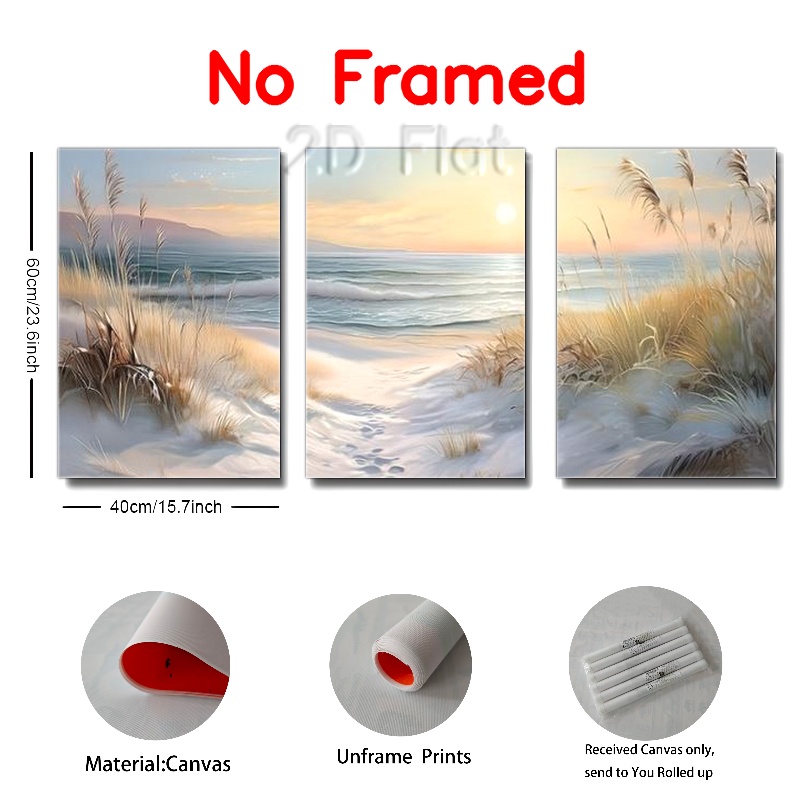 No Framed
2D Flat
60cm/23.6inch
40cm/15.7inch
Material:Canvas
Unframe Prints
Received Canvas only,
send to You Rolled up